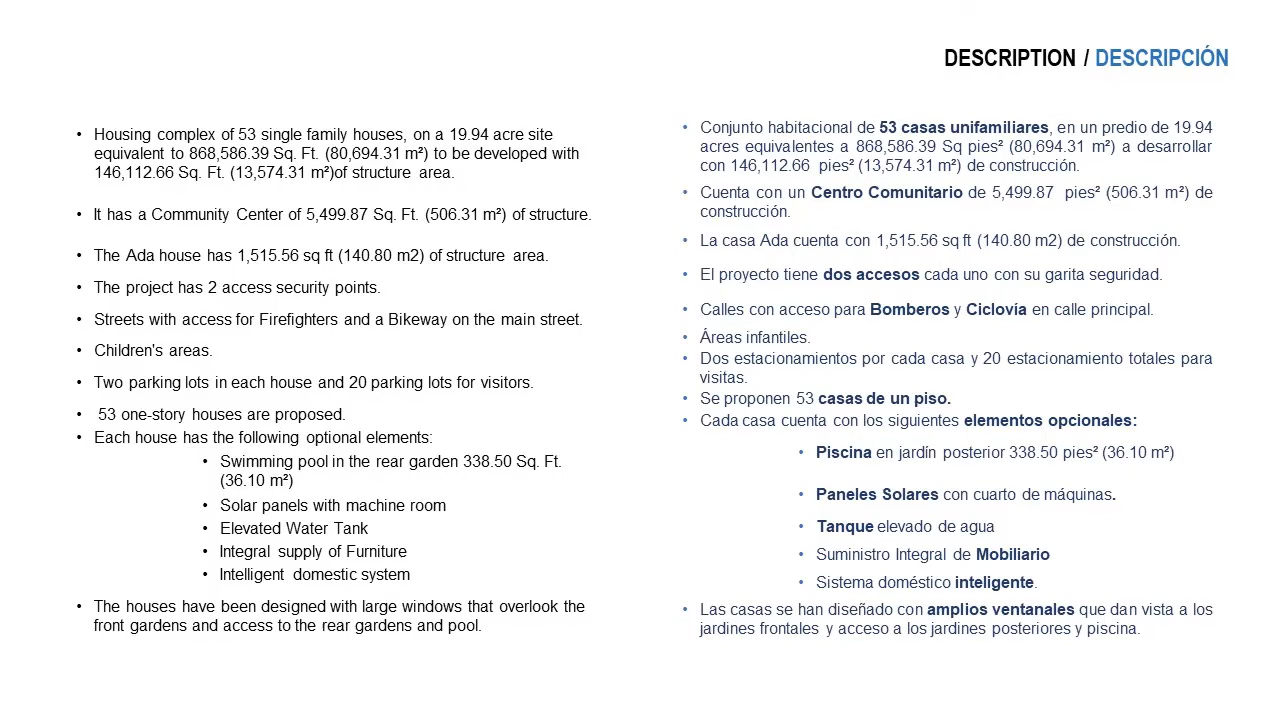 DESCRIPTION / DESCRIPCIÓN
• Housing complex of 53 single family houses, on a 19.94 acre site
equivalent to 868,586.39 Sq. Ft. (80,694.31 m²) to be developed with
146,112.66 Sq. Ft. (13,574.31 m²)of structure area.
• It has a Community Center of 5,499.87 Sq. Ft. (506.31 m²) of structure.
• The Ada house has 1,515.56 sq ft (140.80 m2) of structure area.
• The project has 2 access security points.
• Streets with access for Firefighters and a Bikeway on the main street.
• Children's areas.
• Two parking lots in each house and 20 parking lots for visitors.
• 53 one-story houses are proposed.
• Each house has the following optional elements:
• Swimming pool in the rear garden 338.50 Sq. Ft.
(36.10 m²)
• Solar panels with machine room
• Elevated Water Tank
• Integral supply of Furniture
• Intelligent domestic system
• The houses have been designed with large windows that overlook the
front gardens and access to the rear gardens and pool.
• Conjunto habitacional de 53 casas unifamiliares, en un predio de 19.94
acres equivalentes a 868,586.39 Sq pies² (80,694.31 m²) a desarrollar
con 146,112.66 pies² (13,574.31 m²) de construcción.
• Cuenta con un Centro Comunitario de 5,499.87 pies² (506.31 m²) de
construcción.
• La casa Ada cuenta con 1,515.56 sq ft (140.80 m2) de construcción.
• El proyecto tiene dos accesos cada uno con su garita seguridad.
• Calles con acceso para Bomberos y Ciclovía en calle principal.
• Áreas infantiles.
• Dos estacionamientos por cada casa y 20 estacionamiento totales para
visitas.
• Se proponen 53 casas de un piso.
• Cada casa cuenta con los siguientes elementos opcionales:
• Piscina en jardín posterior 338.50 pies² (36.10 m²)
• Paneles Solares con cuarto de máquinas.
• Tanque elevado de agua
• Suministro Integral de Mobiliario
• Sistema doméstico inteligente.
• Las casas se han diseñado con amplios ventanales que dan vista a los
jardines frontales y acceso a los jardines posteriores y piscina.